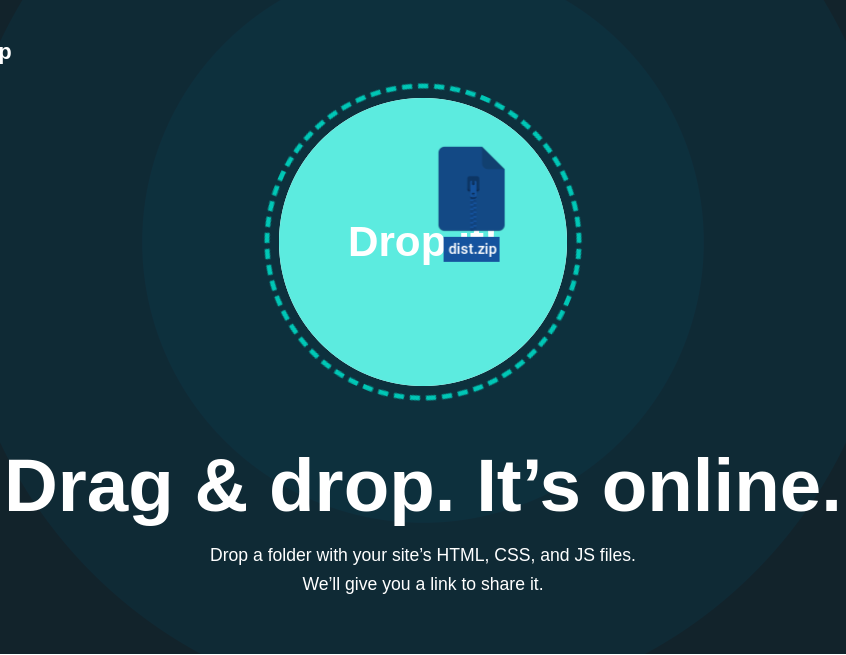 p
Drop it!
dist.zip
Drag & drop. It’s online.
Drop a folder with your site’s HTML, CSS, and JS files.
We’ll give you a link to share it.